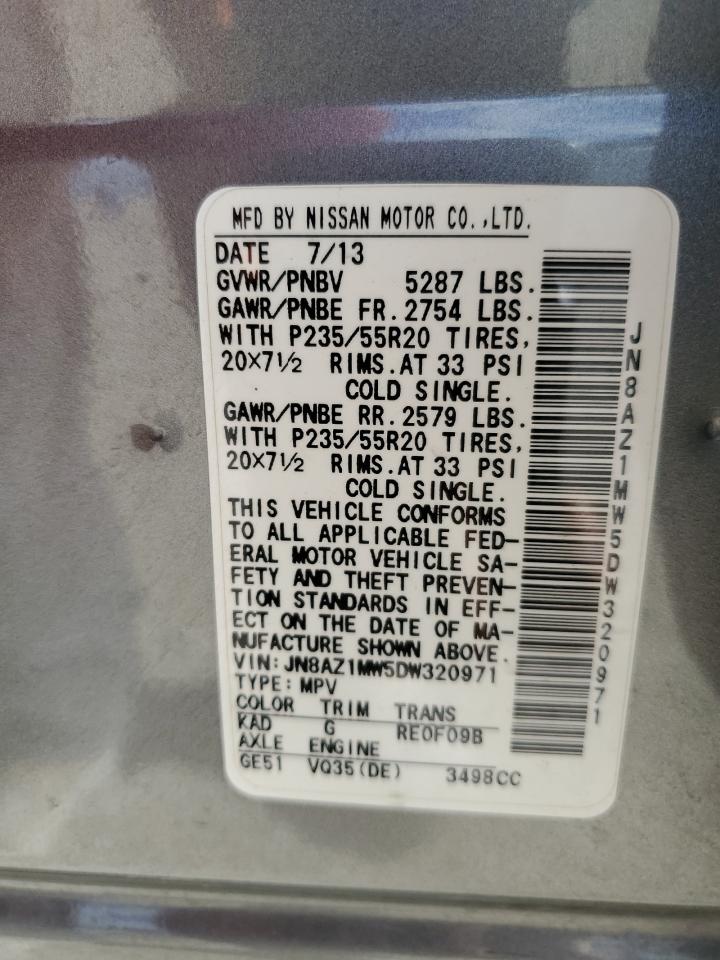 MFD BY NISSAN MOTOR CO.,LTD.
DATE 7/13
GVWR/PNBV 5287 LBS.
GAWR/PNBE FR.2754 LBS.
WITH P235/55R20 TIRES,
20×7½ RIMS.AT 33 PSI
COLD SINGLE.
GAWR/PNBE RR.2579 LBS.
WITH P235/55R20 TIRES,
20×7½ RIMS.AT 33 PSI
COLD SINGLE.
THIS VEHICLE CONFORMS
TO ALL APPLICABLE FED-
ERAL MOTOR VEHICLE SA-
FETY AND THEFT PREVEN-
TION STANDARDS IN EFF-
ECT ON THE DATE OF MA-
NUFACTURE SHOWN ABOVE.
VIN:JN8AZ1MW5DW320971
TYPE:MPV
COLOR TRIM TRANS
KAD G RE0F09B
AXLE ENGINE
GE51 VQ35(DE) 3498CC
JN8AZ1MW5DW320971